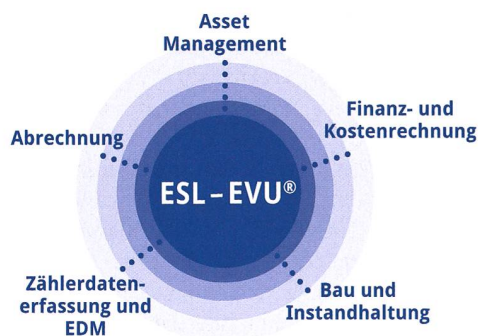 Asset
Management
Finanz- und
Kostenrechnung
Abrechnung
ESL – EVU®
Zählerdaten-
erfassung und
EDM
Bau und
Instandhaltung